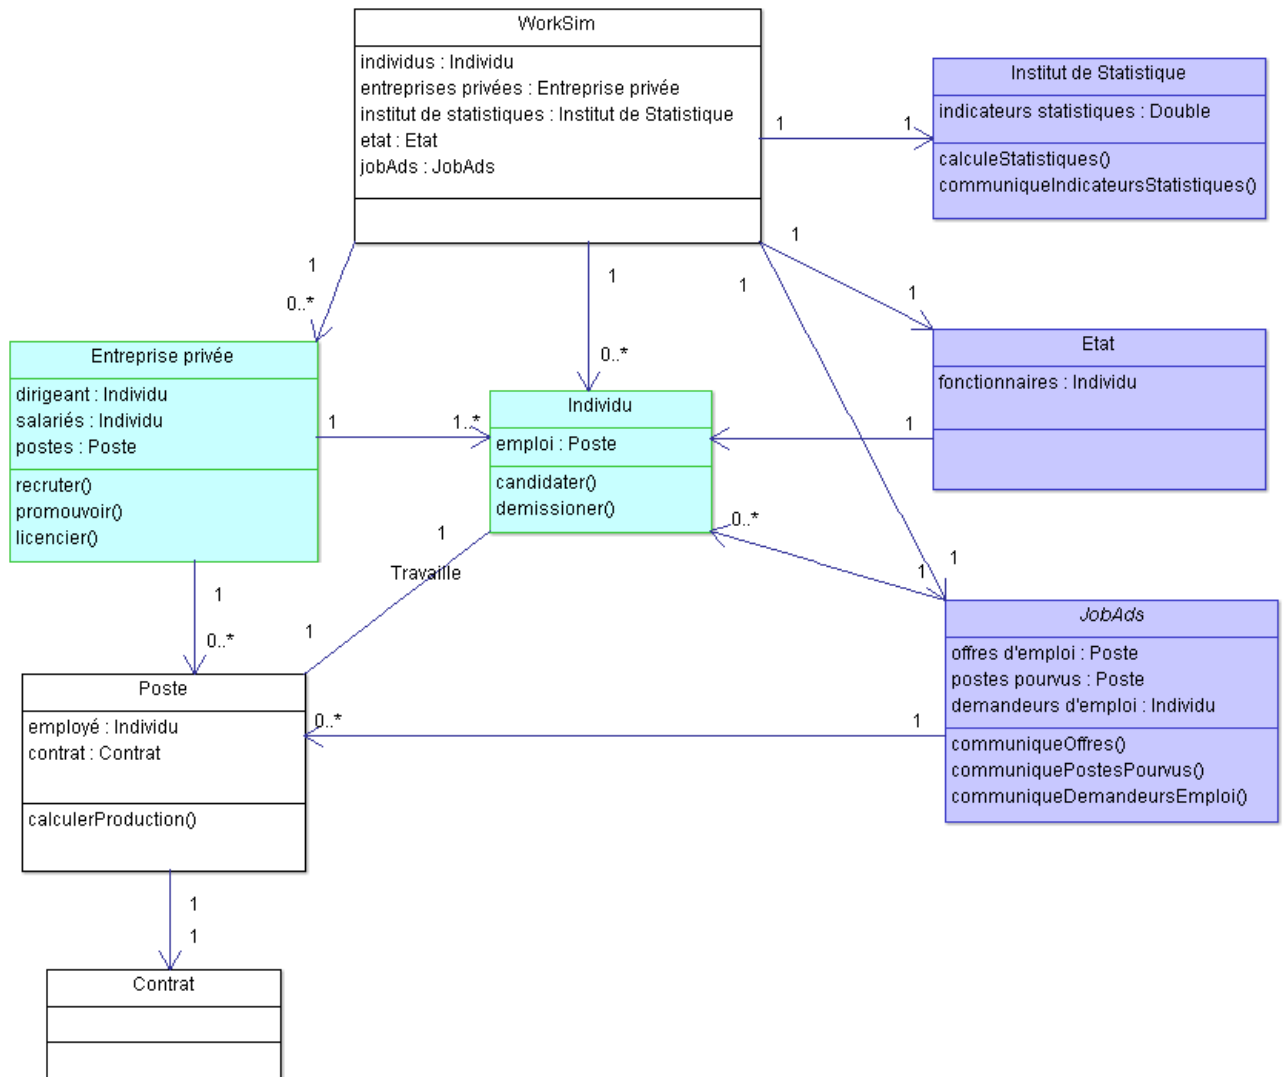 WorkSim
individus : Individu
entreprises privées : Entreprise privée
institut de statistiques : Institut de Statistique
etat : Etat
jobAds : JobAds
Institut de Statistique
indicateurs statistiques : Double
calculeStatistiques()
communiqueIndicateursStatistiques()
1
1
1
1
1
1
1
0..*
0..*
1
Entreprise privée
dirigeant : Individu
salariés : Individu
postes : Poste
recruter()
promouvoir()
licencier()
1
1..*
Individu
emploi : Poste
candidater()
demissioner()
Etat
fonctionnaires : Individu
1
0..*
1
1
1
Travaille
1
1
0..*
Poste
employé : Individu
contrat : Contrat
calculerProduction()
0..*
1
JobAds
offres d'emploi : Poste
postes pourvus : Poste
demandeurs d'emploi : Individu
communiqueOffres()
communiquePostesPourvus()
communiqueDemandeursEmploi()
1
1
Contrat